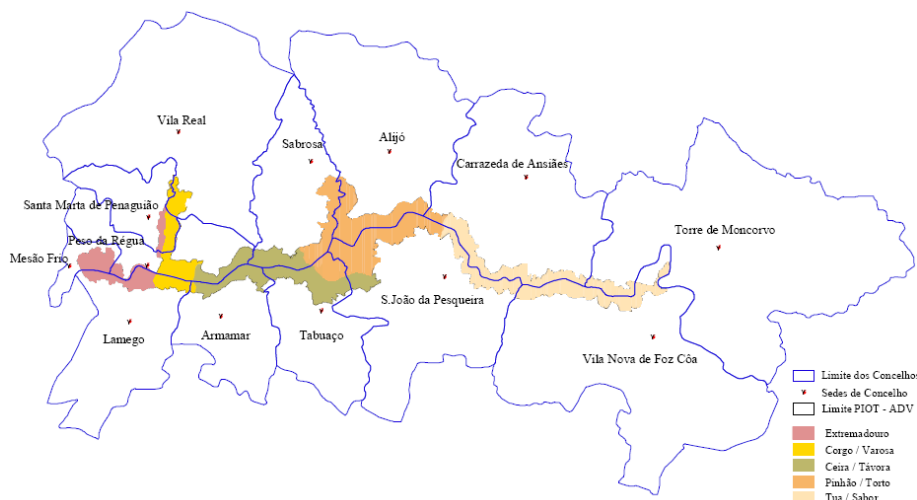 Vila Real
Sabrosa
Alijó
Carrazeda de Ansiães
Santa Marta de Penaguião
Torre de Moncorvo
Peso da Régua
Mesão Frio
S.João da Pesqueira
Lamego
Armamar
Tabuaço
Vila Nova de Foz Côa
Limite dos Concelhos
Sedes de Concelho
Limite PIOT - ADV
Extremadouro
Corgo / Varosa
Ceira / Távora
Pinhão / Torto
Tua / Sabor